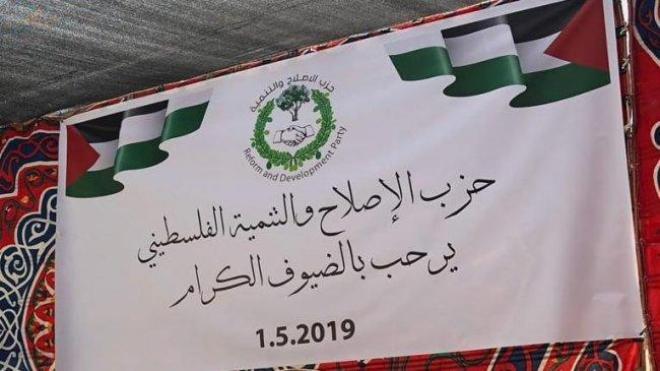 حزب الإصلاح والتنمية
Reform and Development Party
حزب الإصلاح والتنمية الفلسطيني
يرحب بالضيوف الكرام
1.5.2019